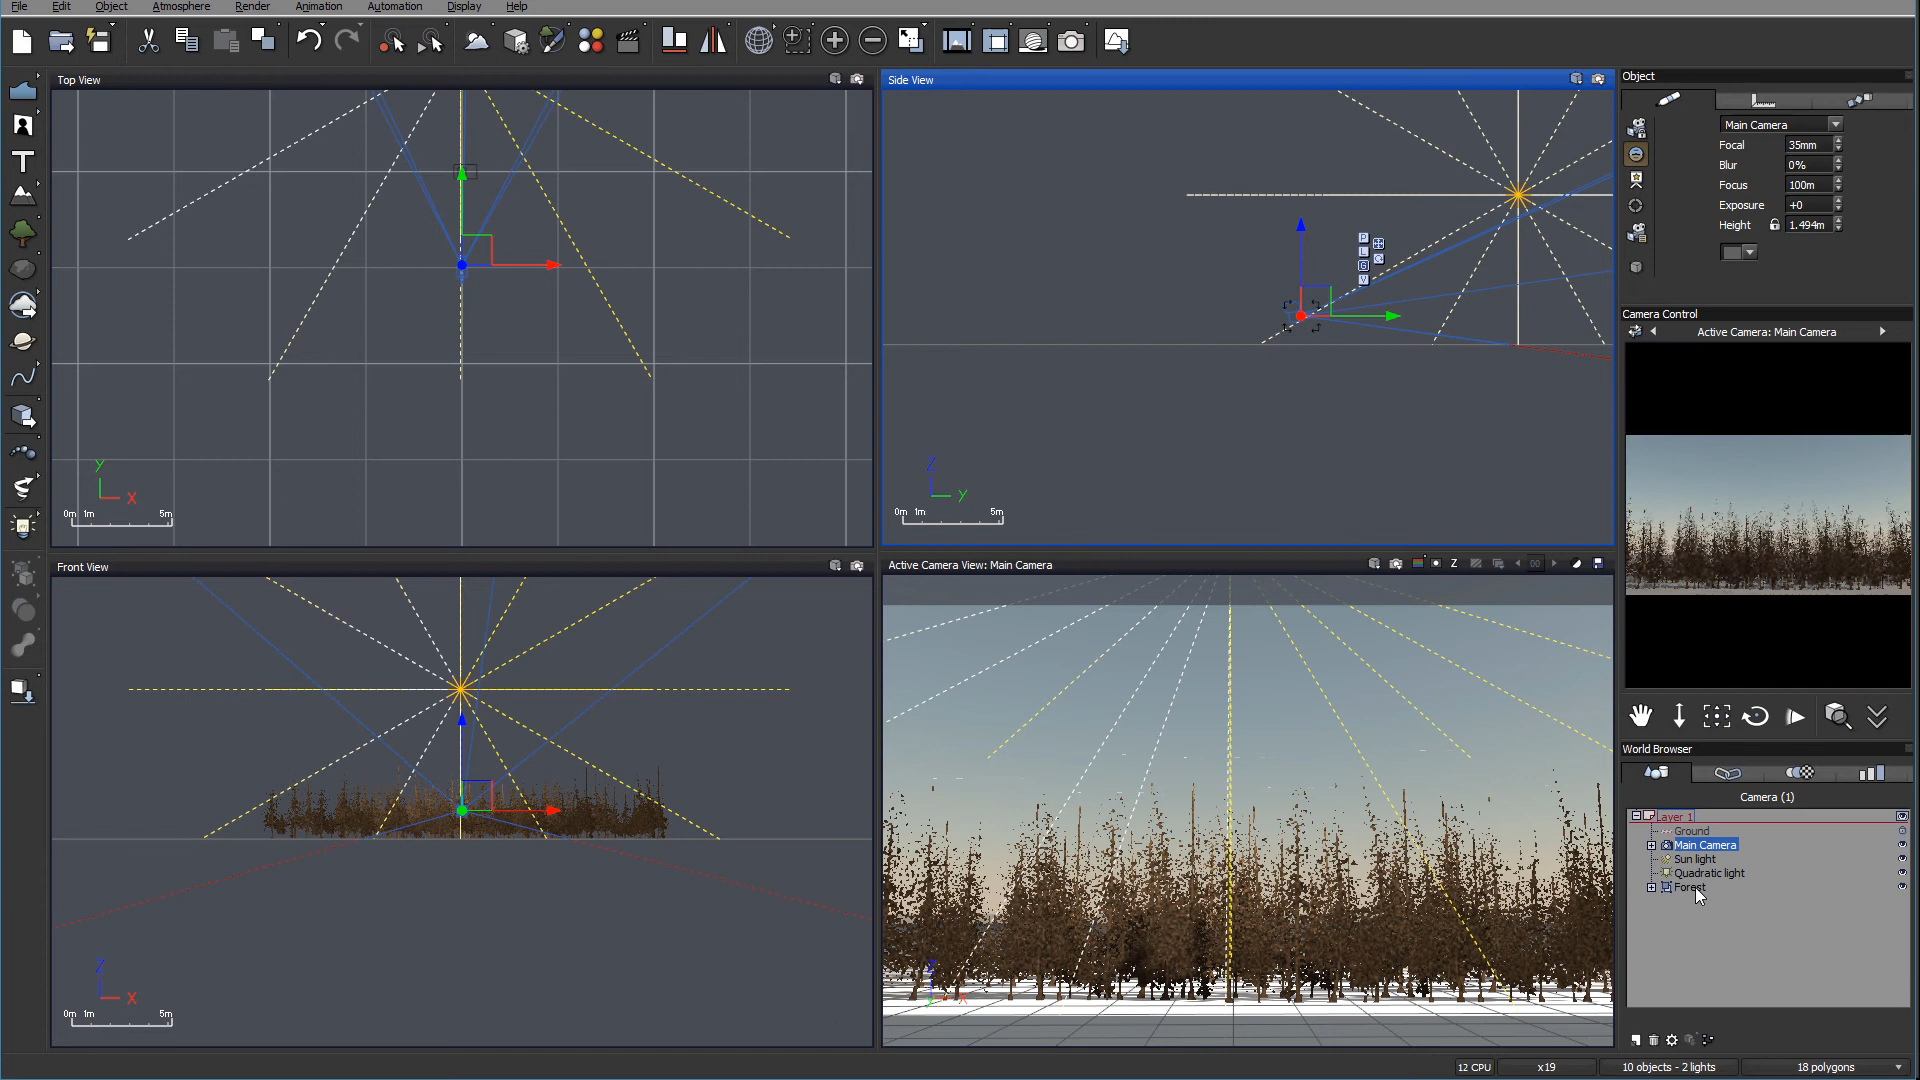 File Edit Object Atmosphere Render Animation Automation Display Help
Top View
Side View
Object
Main Camera
Focal 35mm
Blur 0%
Focus 100m
Exposure +0
Height 1.494m
P
L
G
V
Camera Control
Active Camera: Main Camera
Y
X
0m 1m 5m
Z
Y
0m 1m 5m
Front View
Active Camera View: Main Camera
Z
00
World Browser
Camera (1)
Layer 1
Ground
Main Camera
Sun light
Quadratic light
Forest
Z
X
0m 1m 5m
Z
Y
X
12 CPU x19 10 objects - 2 lights 18 polygons